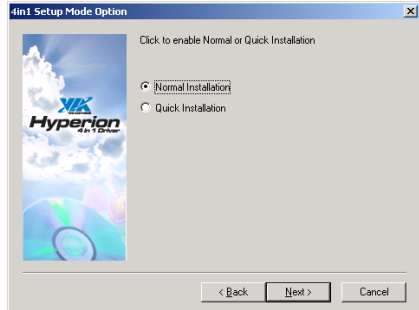 4in1 Setup Mode Option
Click to enable Normal or Quick Installation
Normal Installation
Quick Installation
VIA
Hyperion
4 in 1 Driver
< Back
Next >
Cancel